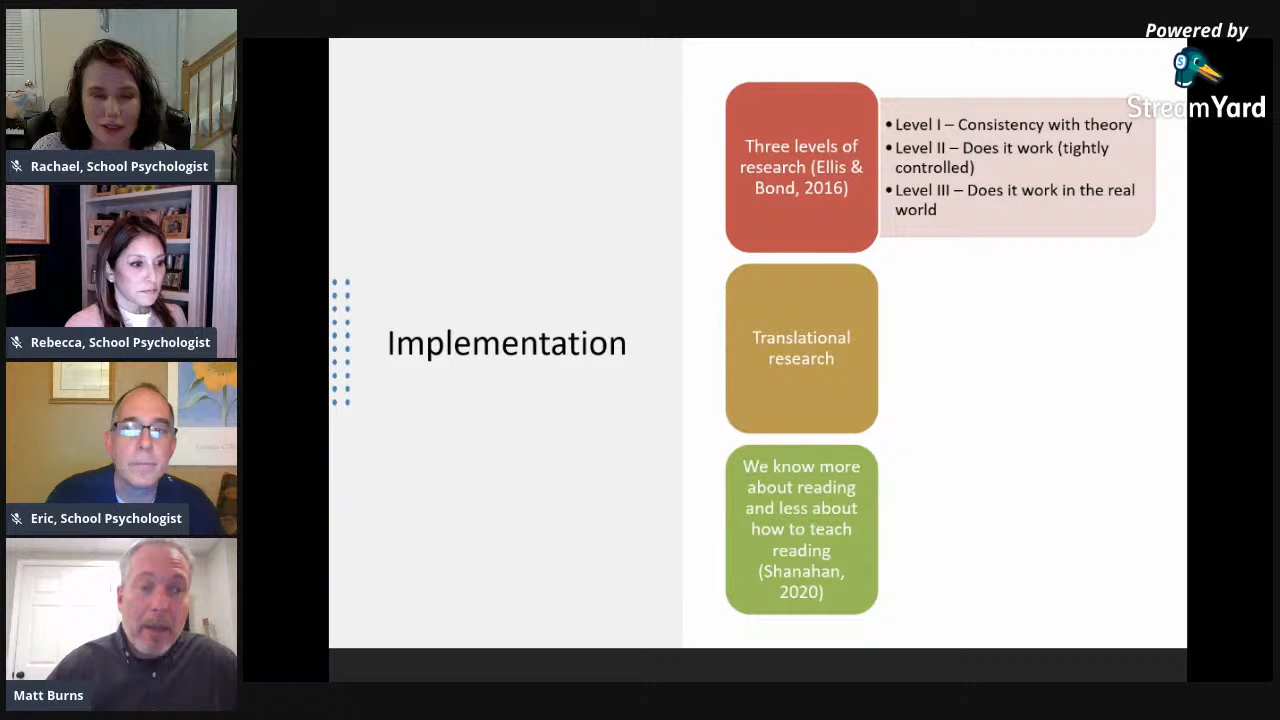 Powered by
StreamYard
Rachael, School Psychologist
Rebecca, School Psychologist
Eric, School Psychologist
Matt Burns
Implementation
Three levels of
research (Ellis &
Bond, 2016)
• Level I – Consistency with theory
• Level II – Does it work (tightly
controlled)
• Level III – Does it work in the real
world
Translational
research
We know more
about reading
and less about
how to teach
reading
(Shanahan,
2020)